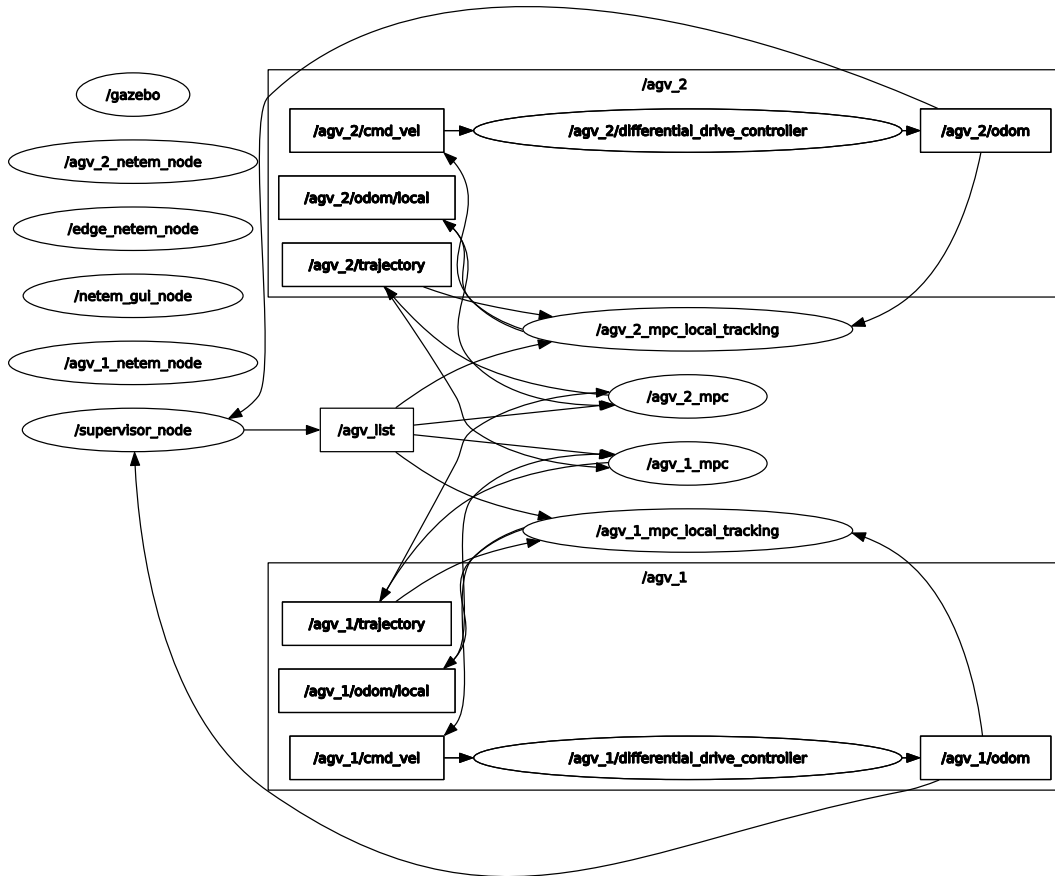 /agv_2
/gazebo
/agv_2/cmd_vel
/agv_2/differential_drive_controller
/agv_2/odom
/agv_2_netem_node
/agv_2/odom/local
/edge_netem_node
/agv_2/trajectory
/netem_gui_node
/agv_2_mpc_local_tracking
/agv_1_netem_node
/agv_2_mpc
/supervisor_node
/agv_list
/agv_1_mpc
/agv_1_mpc_local_tracking
/agv_1
/agv_1/trajectory
/agv_1/odom/local
/agv_1/cmd_vel
/agv_1/differential_drive_controller
/agv_1/odom